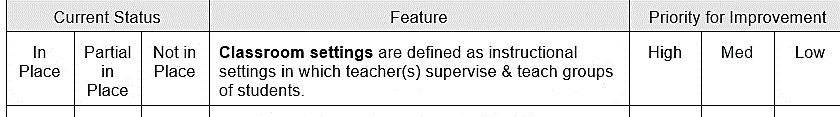 Current Status Feature Priority for Improvement
In Place Partial in Place Not in Place Classroom settings are defined as instructional High Med Low
settings in which teacher(s) supervise & teach groups
of students.